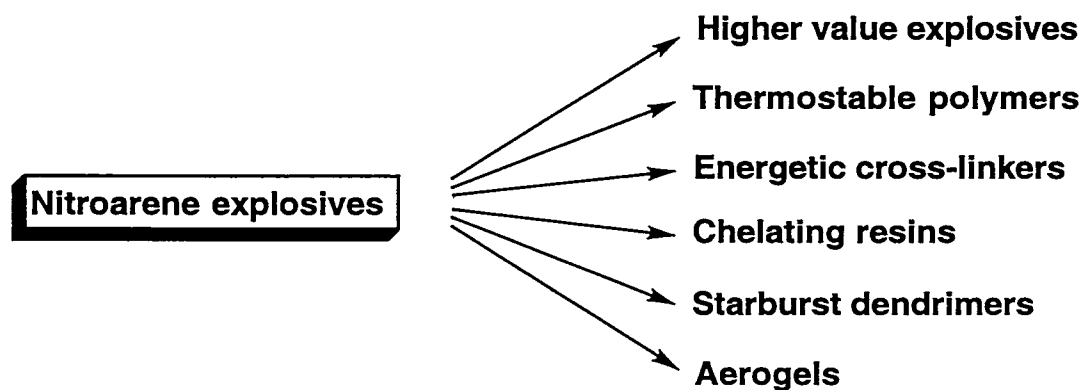 Higher value explosives
Thermostable polymers
Energetic cross-linkers
Nitroarene explosives
Chelating resins
Starburst dendrimers
Aerogels